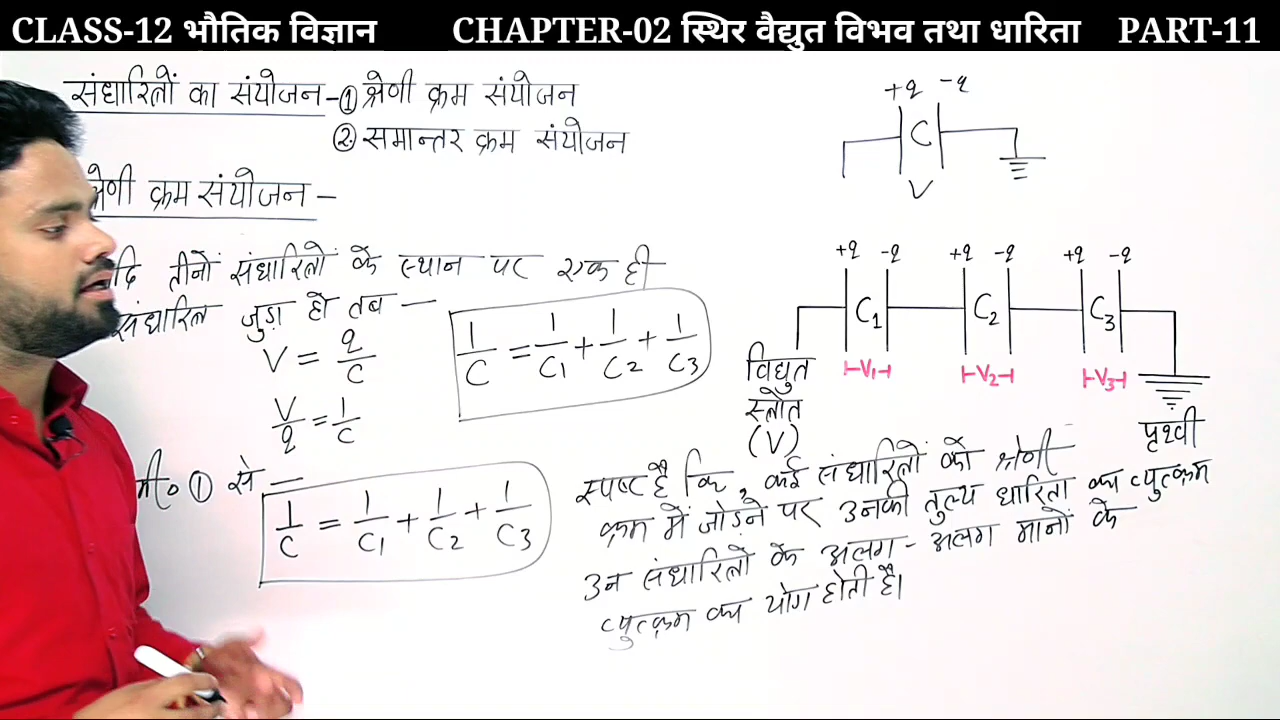 CLASS-12 भौतिक विज्ञान CHAPTER-02 स्थिर वैद्युत विभव तथा धारिता PART-11
संधारित्रों का संयोजन - ① श्रेणी क्रम संयोजन
② समान्तर क्रम संयोजन
श्रेणी क्रम संयोजन -
दि तीनों संधारित्रों के स्थान पर एक ही
संधारित्र जुड़ा हो तब —
V = q/C
V/q = 1/C
1/C = 1/C1 + 1/C2 + 1/C3
मी० ① से —
1/C = 1/C1 + 1/C2 + 1/C3
+q -q
C
V
+q -q +q -q +q -q
C1 C2 C3
V1 V2 V3
विद्युत
स्त्रोत
(V)
पृथ्वी
स्पष्ट है कि, कई संधारित्रों को श्रेणी
क्रम में जोड़ने पर उनकी तुल्य धारिता का व्युत्क्रम
उन संधारित्रों के अलग - अलग मानों के
व्युत्क्रम का योग होती है।